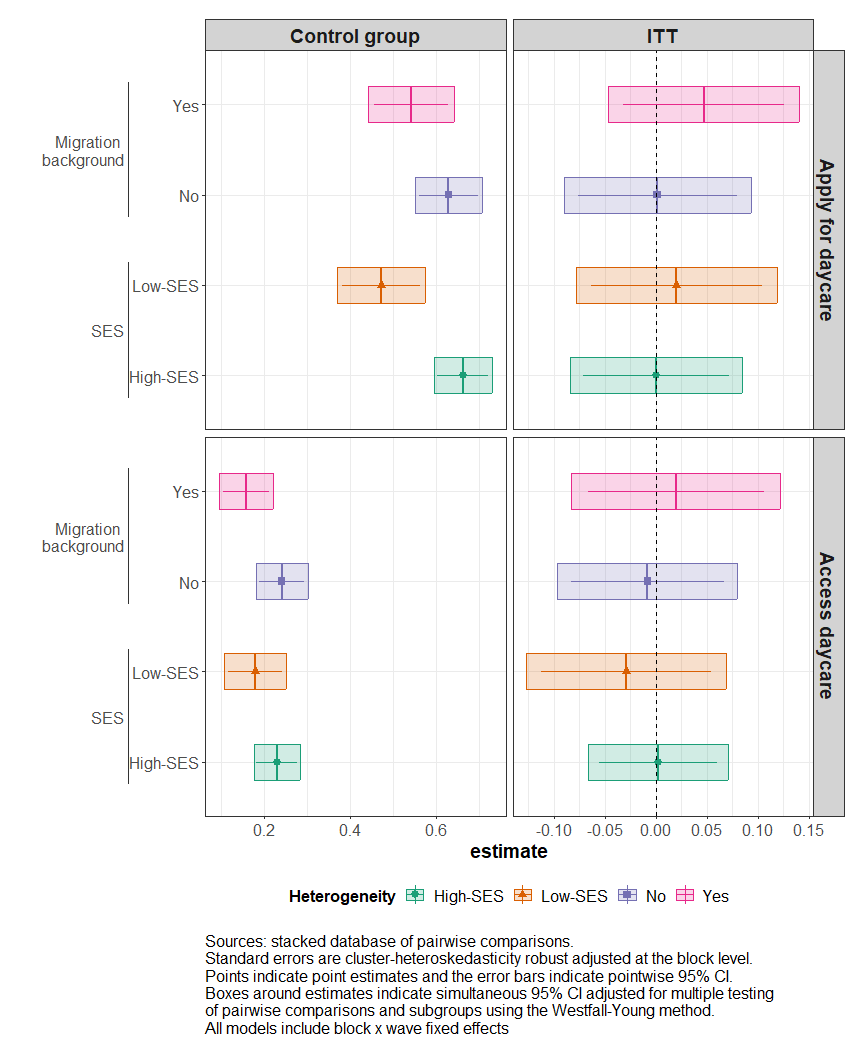 Control group
ITT
Apply for daycare
Migration
background
Yes
No
SES
Low-SES
High-SES
Access daycare
Migration
background
Yes
No
SES
Low-SES
High-SES
0.2 0.4 0.6
-0.10 -0.05 0.00 0.05 0.10 0.15
estimate
Heterogeneity High-SES Low-SES No Yes
Sources: stacked database of pairwise comparisons.
Standard errors are cluster-heteroskedasticity robust adjusted at the block level.
Points indicate point estimates and the error bars indicate pointwise 95% CI.
Boxes around estimates indicate simultaneous 95% CI adjusted for multiple testing
of pairwise comparisons and subgroups using the Westfall-Young method.
All models include block x wave fixed effects